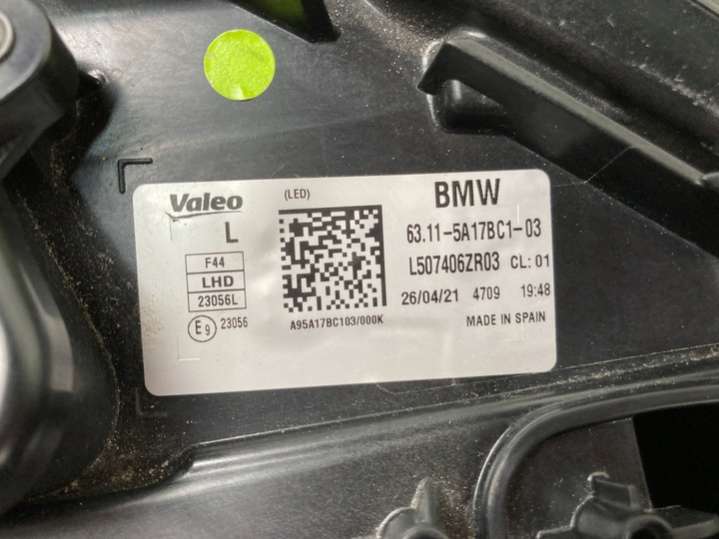 Valeo
(LED)
BMW
L
63.11-5A17BC1-03
F44
L507406ZR03 CL:01
LHD
23056L
26/04/21 4709 19:48
E9 23056
A95A17BC103/000K
MADE IN SPAIN